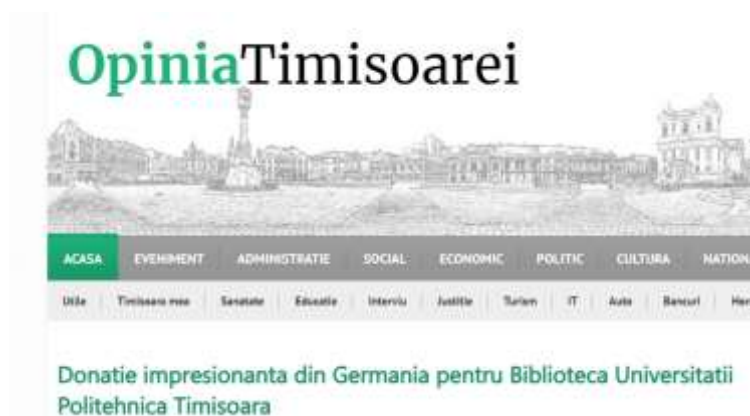 OpiniaTimisoarei
ACASA EVENIMENT ADMINISTRATIE SOCIAL ECONOMIC POLITIC CULTURA NATION
Utile Timisoara mea Sanatate Educatie Interviu Justitie Turism IT Auto Bancuri
Donatie impresionanta din Germania pentru Biblioteca Universitatii
Politehnica Timisoara